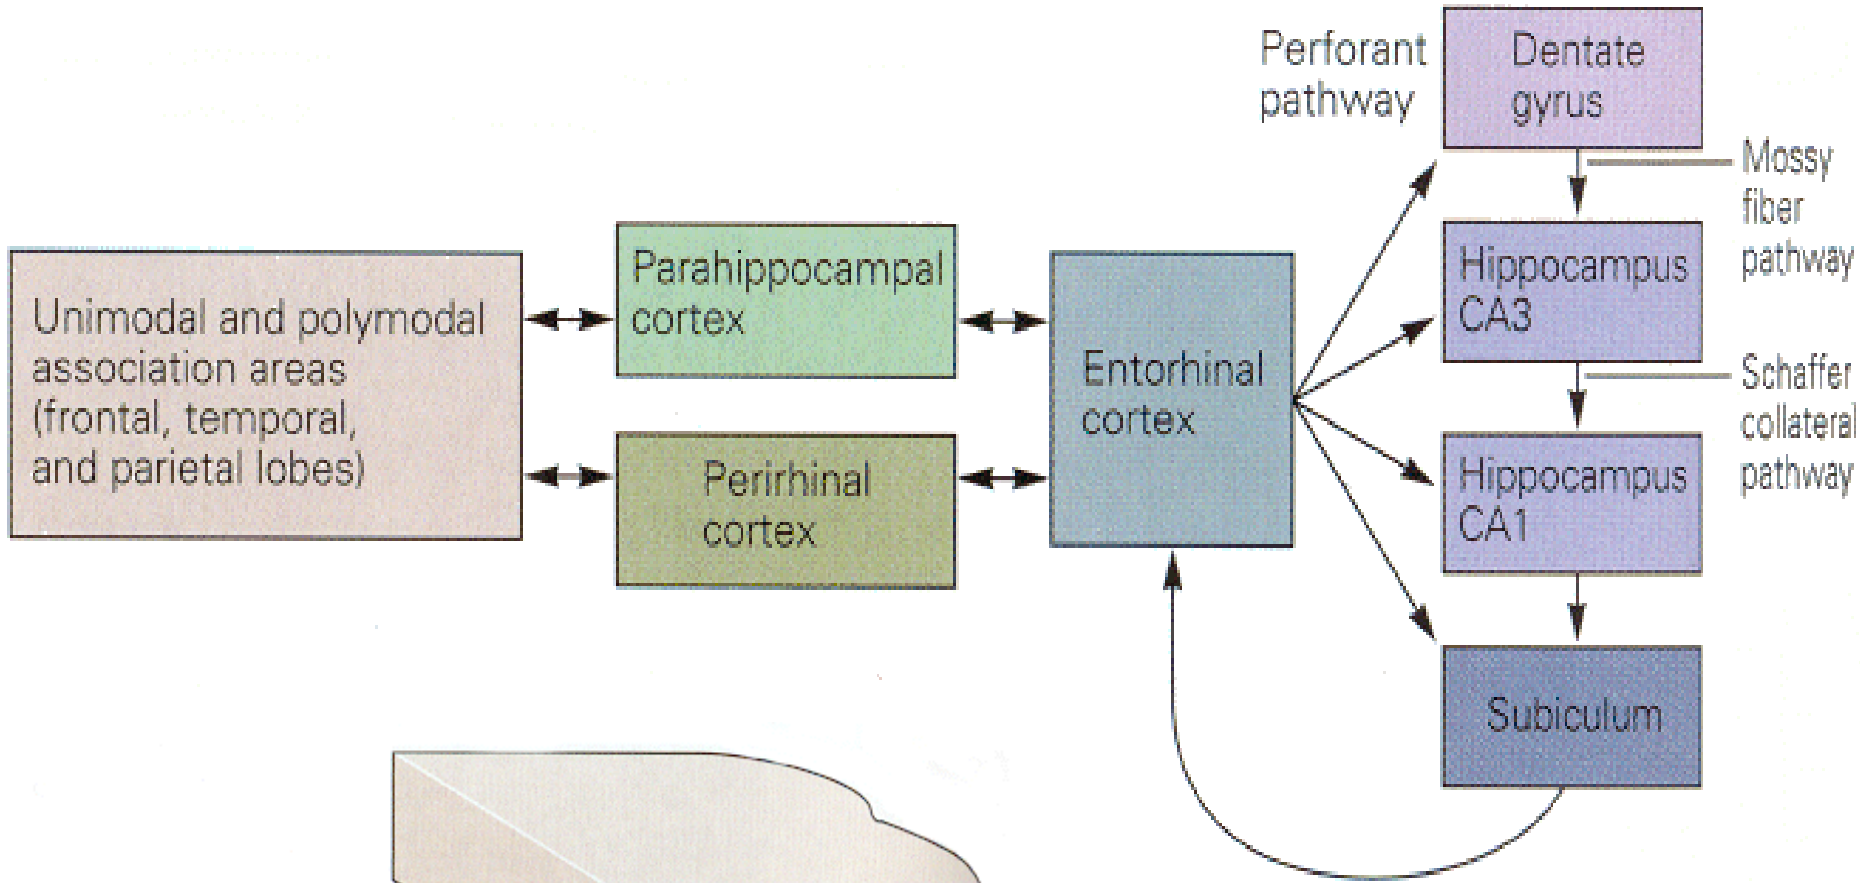 Perforant
pathway
Dentate
gyrus
Mossy
fiber
pathway
Parahippocampal
cortex
Hippocampus
CA3
Unimodal and polymodal
association areas
(frontal, temporal,
and parietal lobes)
Entorhinal
cortex
Schaffer
collateral
pathway
Perirhinal
cortex
Hippocampus
CA1
Subiculum